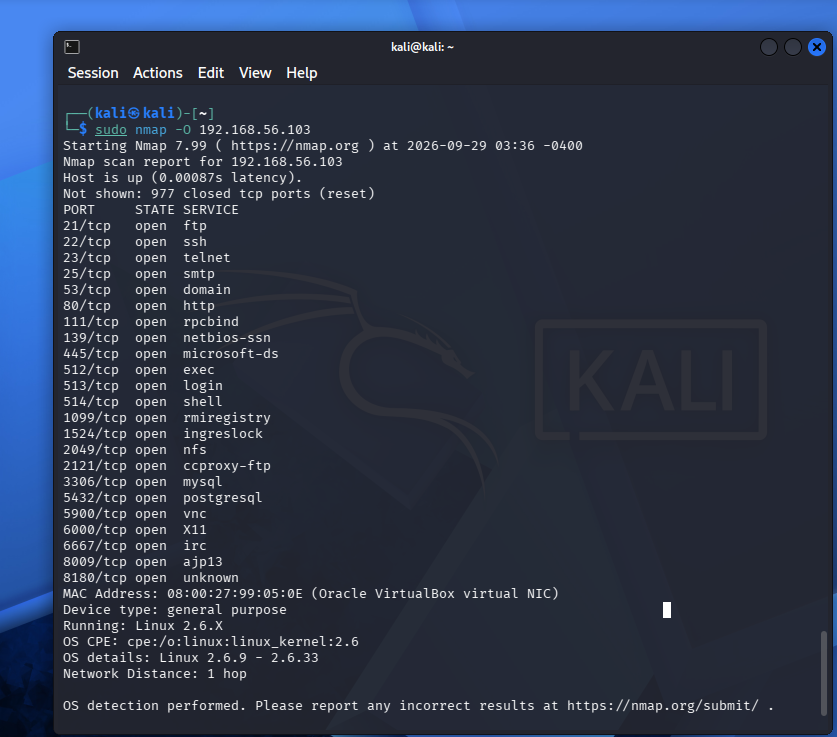 kali@kali: ~
Session Actions Edit View Help
┌──(kali㉿kali)-[~]
└─$ sudo nmap -O 192.168.56.103
Starting Nmap 7.99 ( https://nmap.org ) at 2026-09-29 03:36 -0400
Nmap scan report for 192.168.56.103
Host is up (0.00087s latency).
Not shown: 977 closed tcp ports (reset)
PORT     STATE SERVICE
21/tcp   open  ftp
22/tcp   open  ssh
23/tcp   open  telnet
25/tcp   open  smtp
53/tcp   open  domain
80/tcp   open  http
111/tcp  open  rpcbind
139/tcp  open  netbios-ssn
445/tcp  open  microsoft-ds
512/tcp  open  exec
513/tcp  open  login
514/tcp  open  shell
1099/tcp open  rmiregistry
1524/tcp open  ingreslock
2049/tcp open  nfs
2121/tcp open  ccproxy-ftp
3306/tcp open  mysql
5432/tcp open  postgresql
5900/tcp open  vnc
6000/tcp open  X11
6667/tcp open  irc
8009/tcp open  ajp13
8180/tcp open  unknown
MAC Address: 08:00:27:99:05:0E (Oracle VirtualBox virtual NIC)
Device type: general purpose
Running: Linux 2.6.X
OS CPE: cpe:/o:linux:linux_kernel:2.6
OS details: Linux 2.6.9 - 2.6.33
Network Distance: 1 hop
OS detection performed. Please report any incorrect results at https://nmap.org/submit/ .
KALI